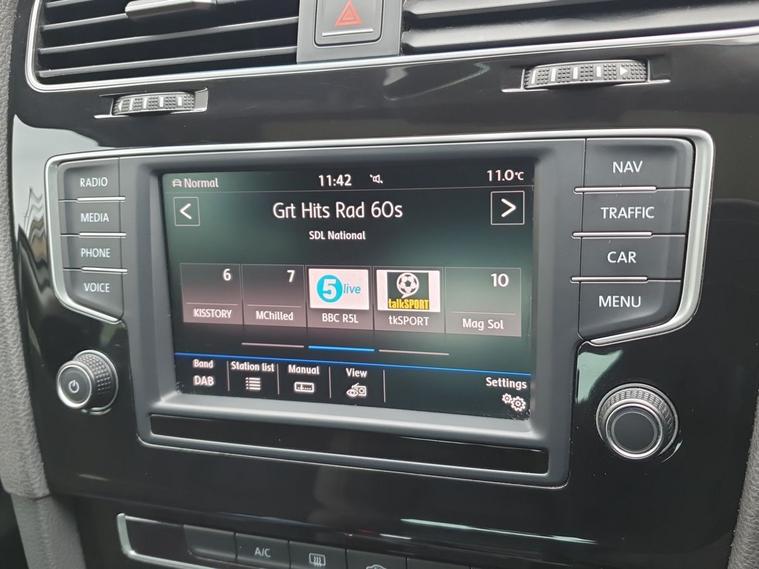 RADIO
MEDIA
PHONE
VOICE
Normal
11:42
11.0°C
Grt Hits Rad 60s
SDL National
6
KISSTORY
7
MChilled
5 live
BBC R5L
talkSPORT
tkSPORT
10
Mag Sol
Band
DAB
Station list
Manual
View
Settings
NAV
TRAFFIC
CAR
MENU
A/C